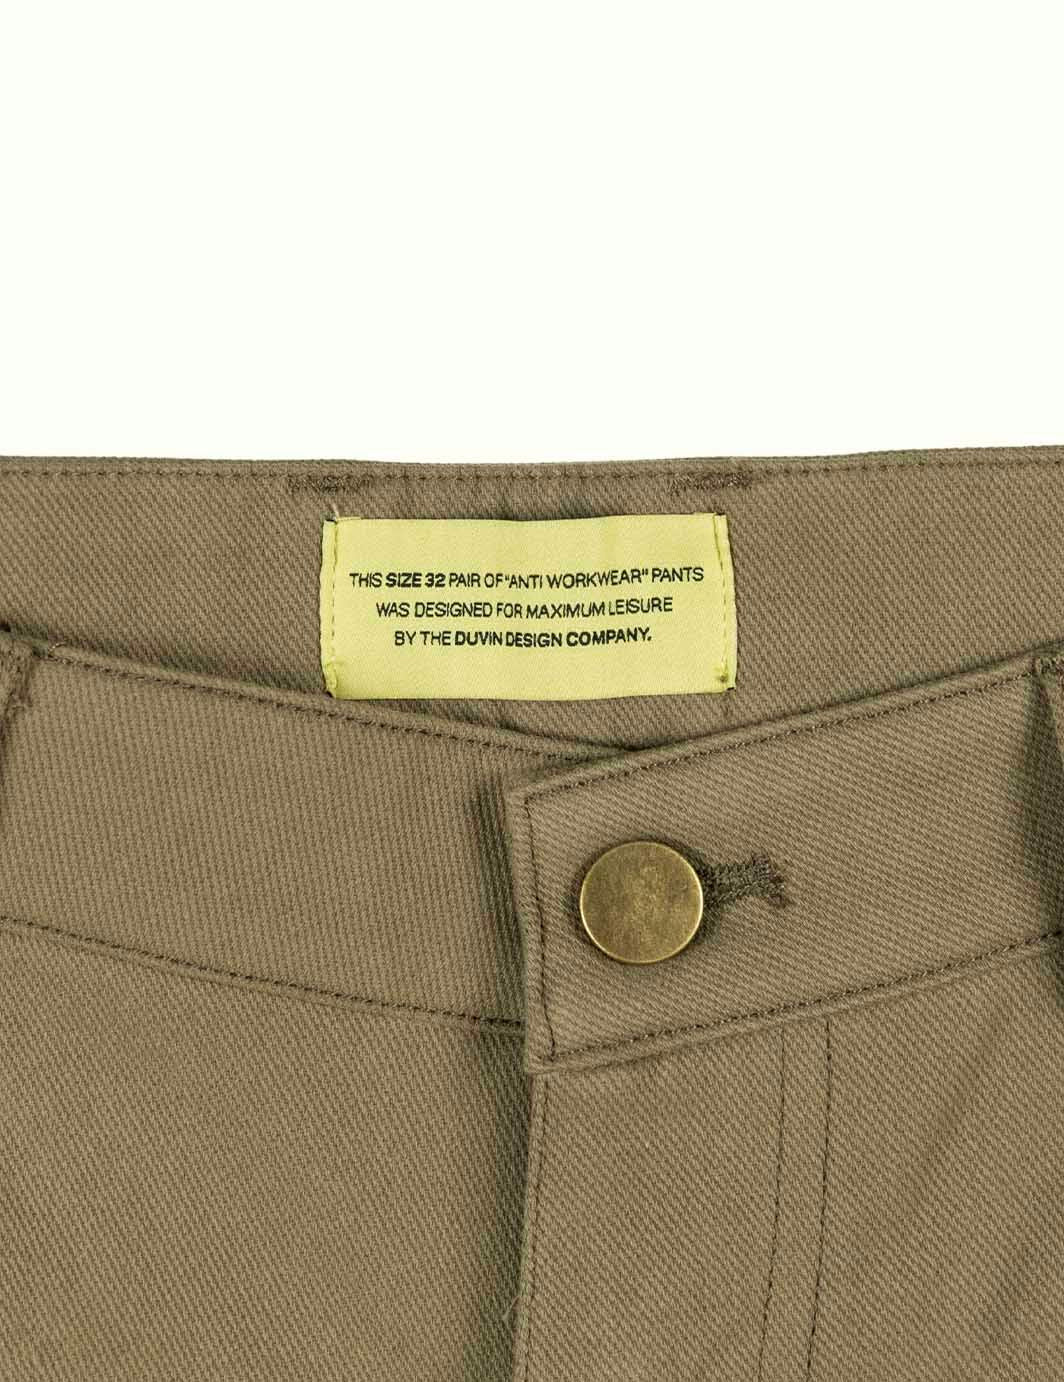 THIS SIZE 32 PAIR OF "ANTI WORKWEAR" PANTS
WAS DESIGNED FOR MAXIMUM LEISURE
BY THE DUVIN DESIGN COMPANY.